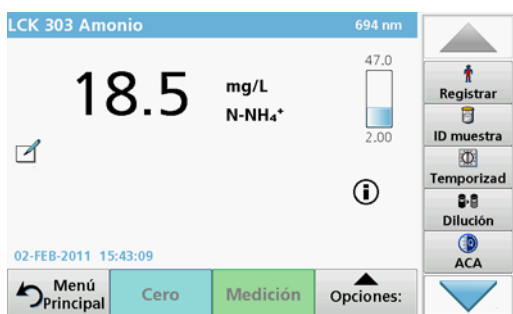 LCK 303 Amonio 694 nm
47.0
18.5 mg/L
N-NH₄⁺
2.00
02-FEB-2011 15:43:09
Menú Principal
Cero
Medición
Opciones:
Registrar
ID muestra
Temporizad
Dilución
ACA